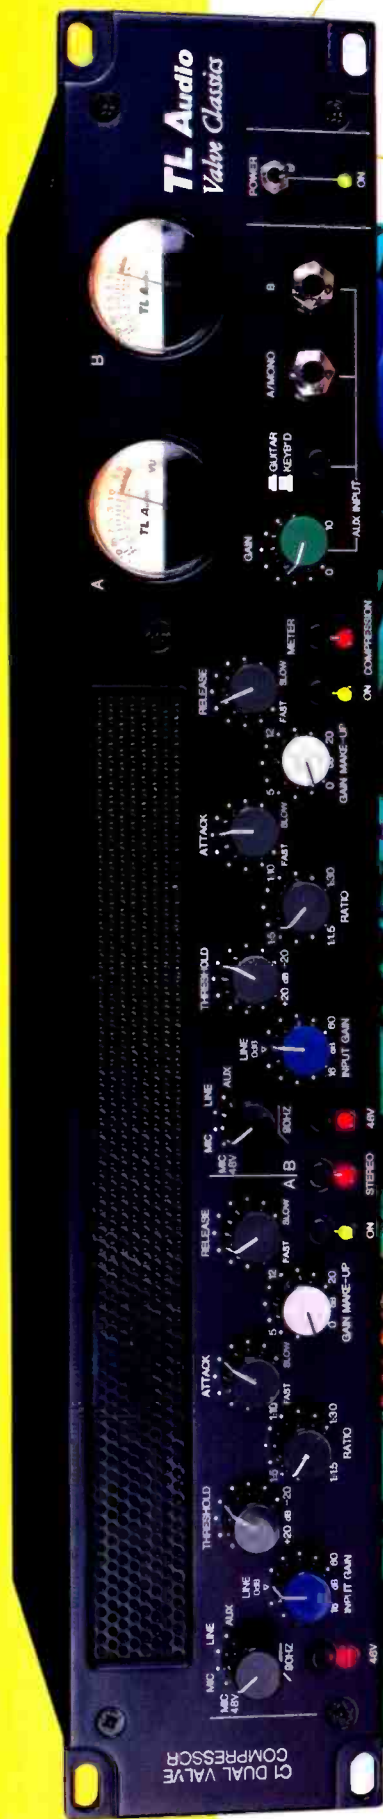 C1 DUAL VALVE
COMPRESSOR
MIC
48V
MIC
LINE
AUX
90HZ
LINE
0dB
16 dB 60
INPUT GAIN
THRESHOLD
+20 dB -20
1:5
1:10
1:1.5
1:30
RATIO
ATTACK
FAST
SLOW
5
12
0 dB 20
GAIN MAKE-UP
RELEASE
FAST
SLOW
ON
STEREO
48V
A
B
MIC
48V
MIC
LINE
AUX
90HZ
LINE
0dB
16 dB 60
INPUT GAIN
THRESHOLD
+20 dB -20
1:5
1:10
1:1.5
1:30
RATIO
ATTACK
FAST
SLOW
5
12
0 dB 20
GAIN MAKE-UP
RELEASE
FAST
SLOW
ON
METER
COMPRESSION
A
TL Audio
VU
B
TL Audio
GAIN
0
10
GUITAR
KEYB'D
A/MONO
B
AUX INPUT
TL Audio
Valve Classics
POWER
ON